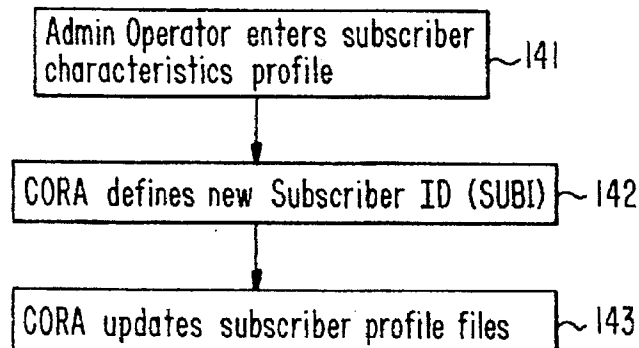 Admin Operator enters subscriber
characteristics profile
141
CORA defines new Subscriber ID (SUBI)
142
CORA updates subscriber profile files
143